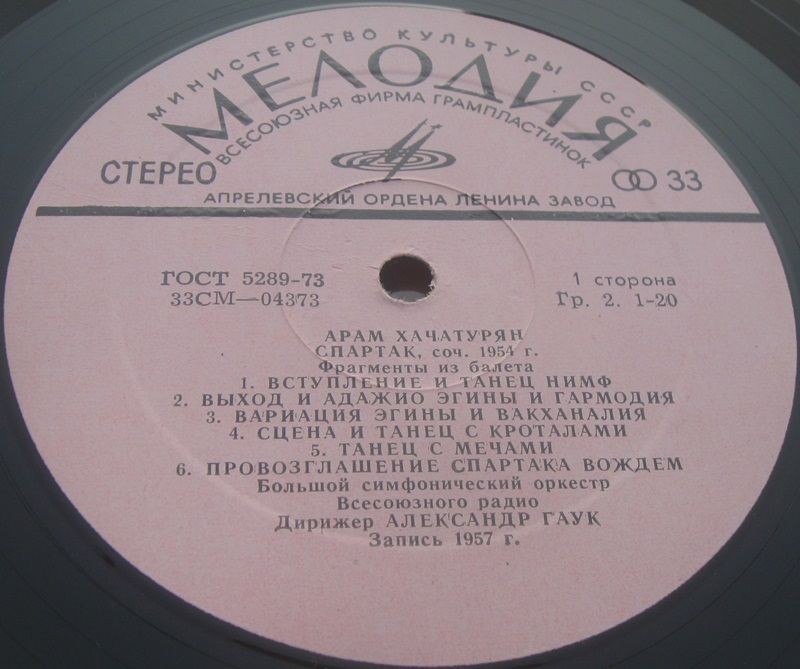 МИНИСТЕРСТВО КУЛЬТУРЫ СССР
МЕЛОДИЯ
ВСЕСОЮЗНАЯ ФИРМА ГРАМПЛАСТИНОК
СТЕРЕО
33
АПРЕЛЕВСКИЙ ОРДЕНА ЛЕНИНА ЗАВОД
ГОСТ 5289-73
33СМ—04373
1 сторона
Гр. 2. 1-20
АРАМ ХАЧАТУРЯН
СПАРТАК, соч. 1954 г.
Фрагменты из балета
1. ВСТУПЛЕНИЕ И ТАНЕЦ НИМФ
2. ВЫХОД И АДАЖИО ЭГИНЫ И ГАРМОДИЯ
3. ВАРИАЦИЯ ЭГИНЫ И ВАКХАНАЛИЯ
4. СЦЕНА И ТАНЕЦ С КРОТАЛАМИ
5. ТАНЕЦ С МЕЧАМИ
6. ПРОВОЗГЛАШЕНИЕ СПАРТАКА ВОЖДЕМ
Большой симфонический оркестр
Всесоюзного радио
Дирижер АЛЕКСАНДР ГАУК
Запись 1957 г.